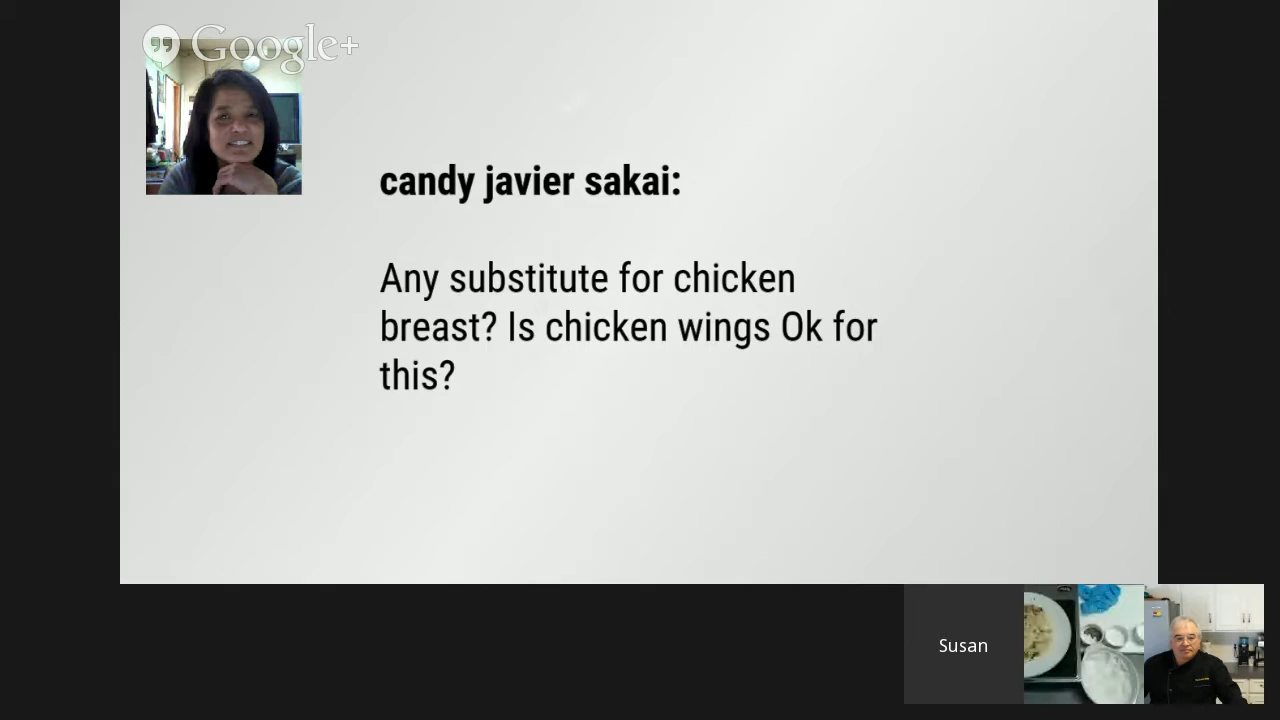 Google+
candy javier sakai:
Any substitute for chicken
breast? Is chicken wings Ok for
this?
Susan